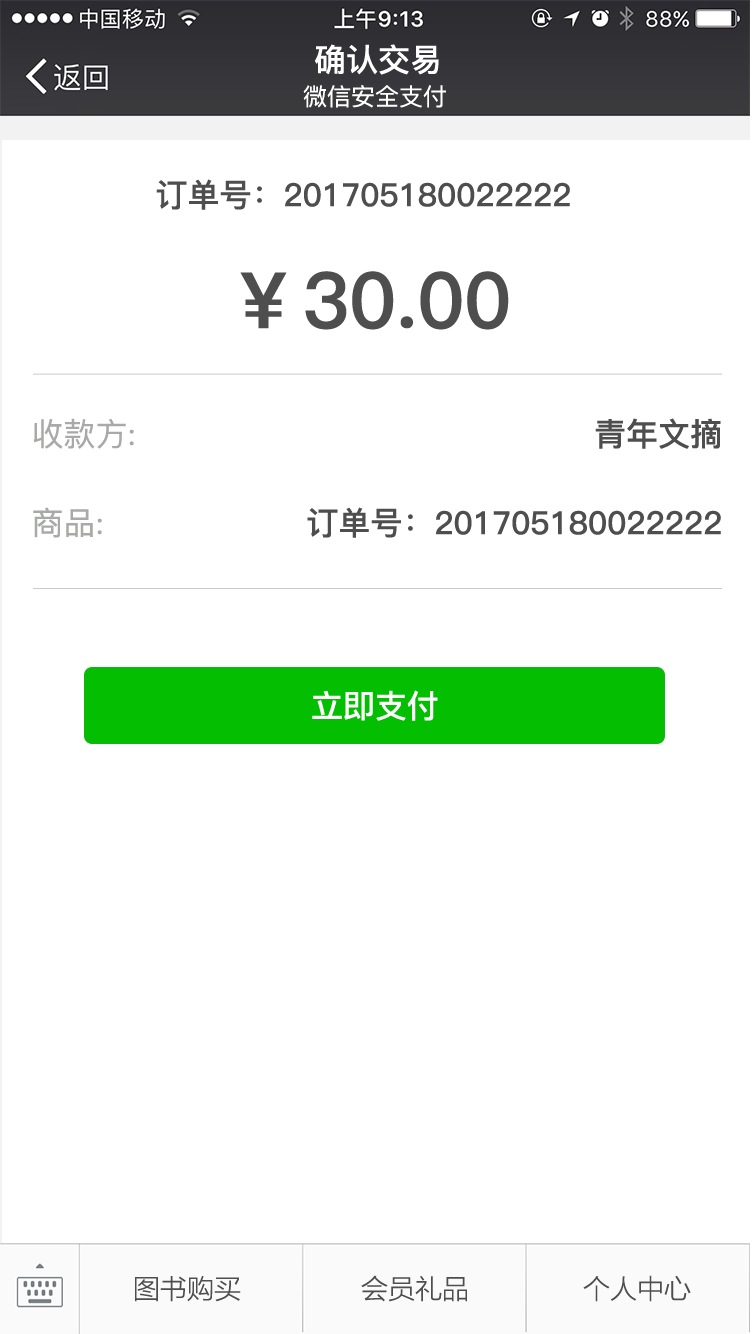 中国移动 上午9:13 88%
返回
确认交易
微信安全支付
订单号：201705180022222
¥ 30.00
收款方: 青年文摘
商品: 订单号：201705180022222
立即支付
图书购买 会员礼品 个人中心